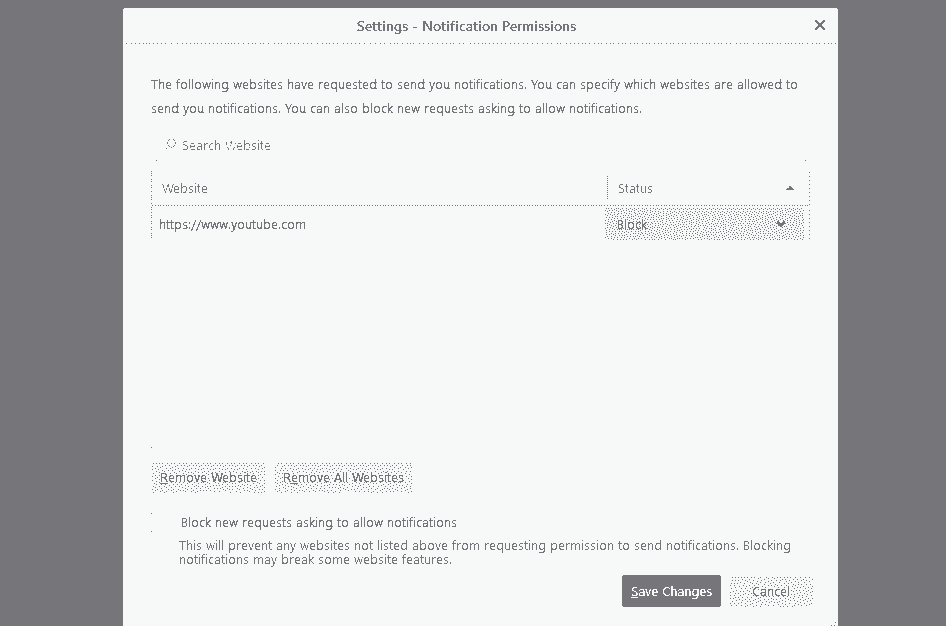 Settings - Notification Permissions
The following websites have requested to send you notifications. You can specify which websites are allowed to
send you notifications. You can also block new requests asking to allow notifications.
Search Website
Website Status
https://www.youtube.com Block
Remove Website Remove All Websites
Block new requests asking to allow notifications
This will prevent any websites not listed above from requesting permission to send notifications. Blocking
notifications may break some website features.
Save Changes Cancel